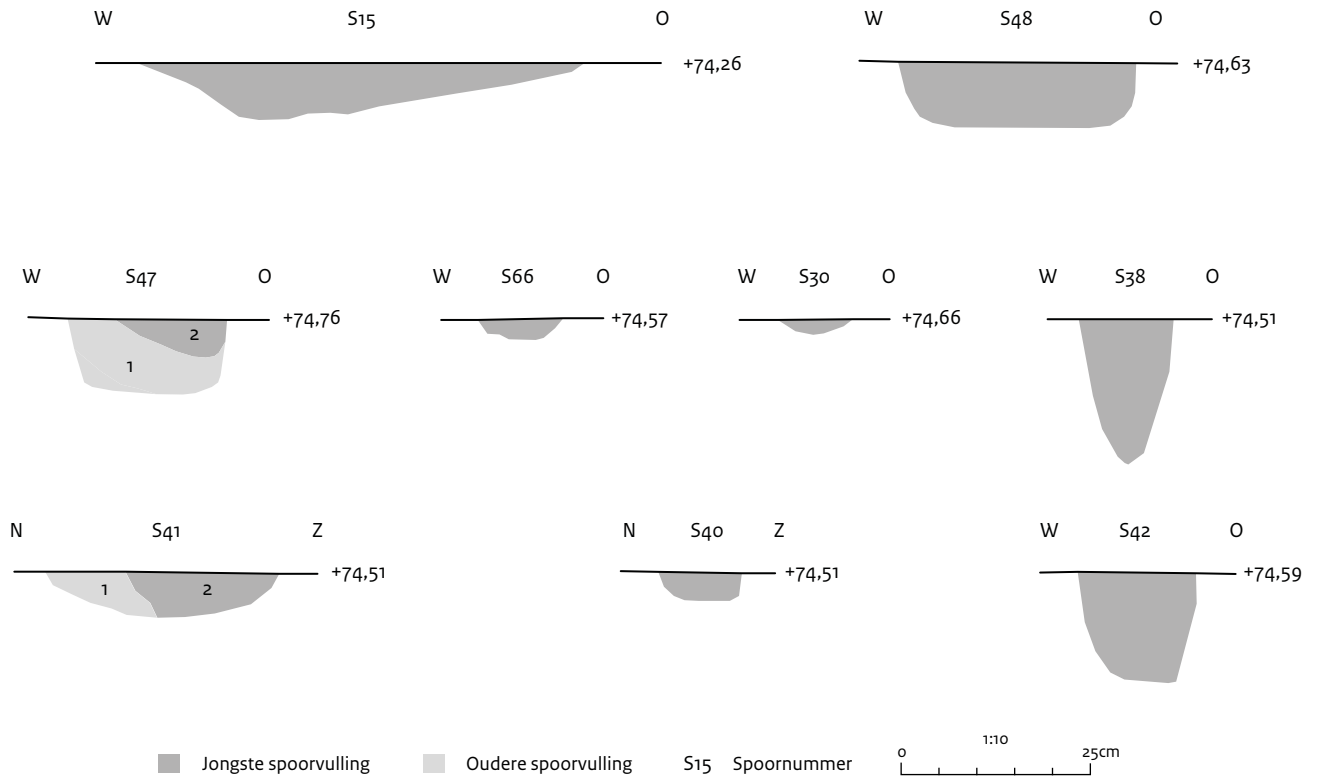 W S15 O W S48 O
+74,26 +74,63
W S47 O W S66 O W S30 O W S38 O
+74,76 +74,57 +74,66 +74,51
2
1
N S41 Z N S40 Z W S42 O
+74,51 +74,51 +74,59
1 2
1:10
0 25cm
Jongste spoorvulling Oudere spoorvulling S15 Spoornummer